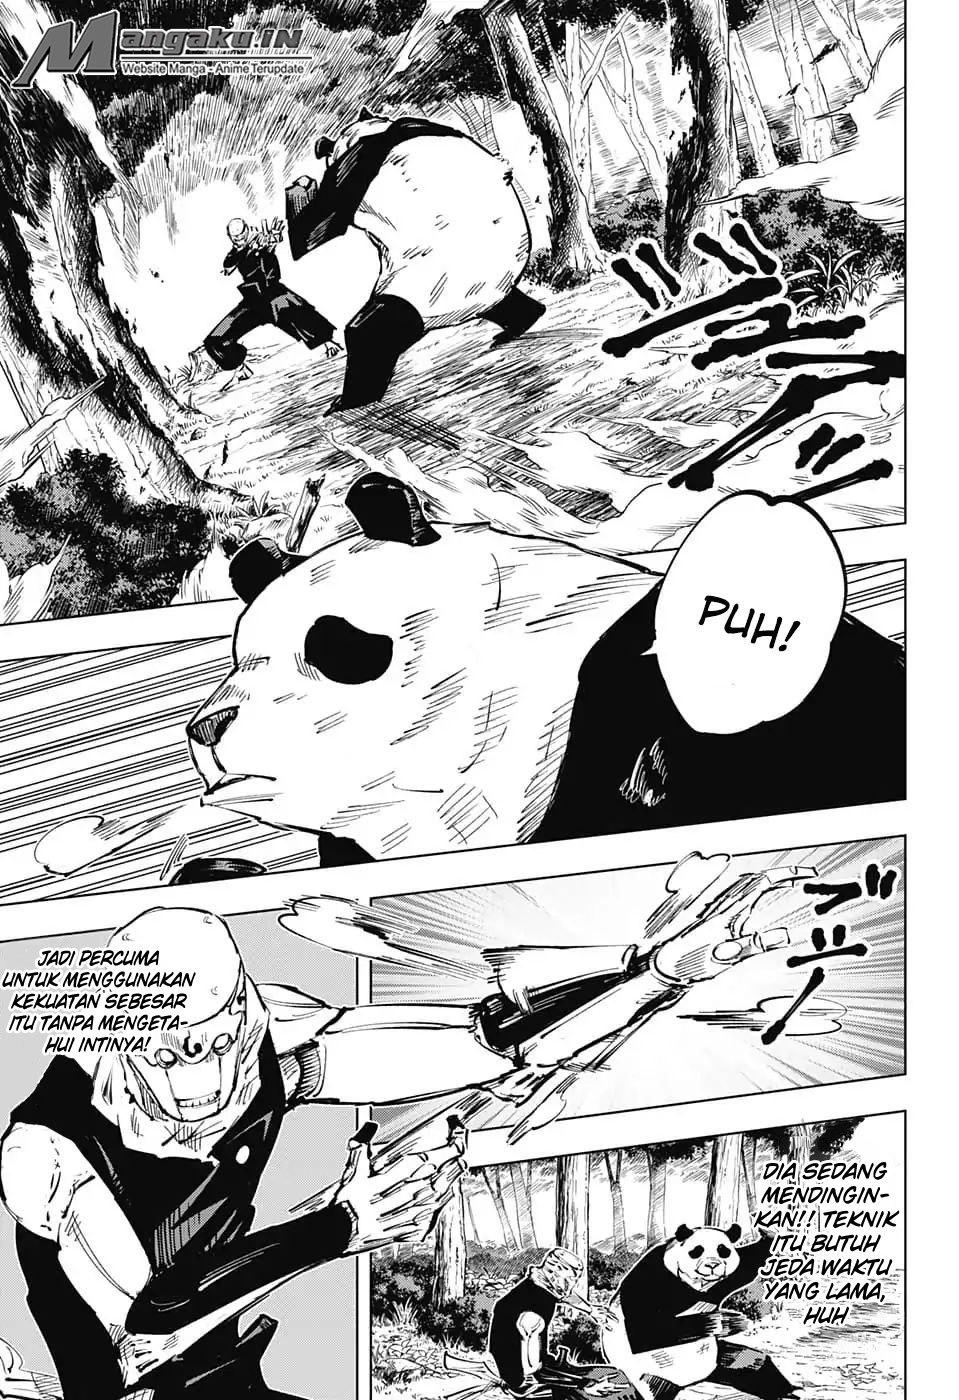 Mangaku.iN
Website Manga - Anime Terupdate
PUH!
JADI PERCUMA
UNTUK MENGGUNAKAN
KEKUATAN SEBESAR
ITU TANPA MENGETA-
HUI INTINYA!
DIA SEDANG
MENDINGIN-
KAN!! TEKNIK
ITU BUTUH
JEDA WAKTU
YANG LAMA,
HUH